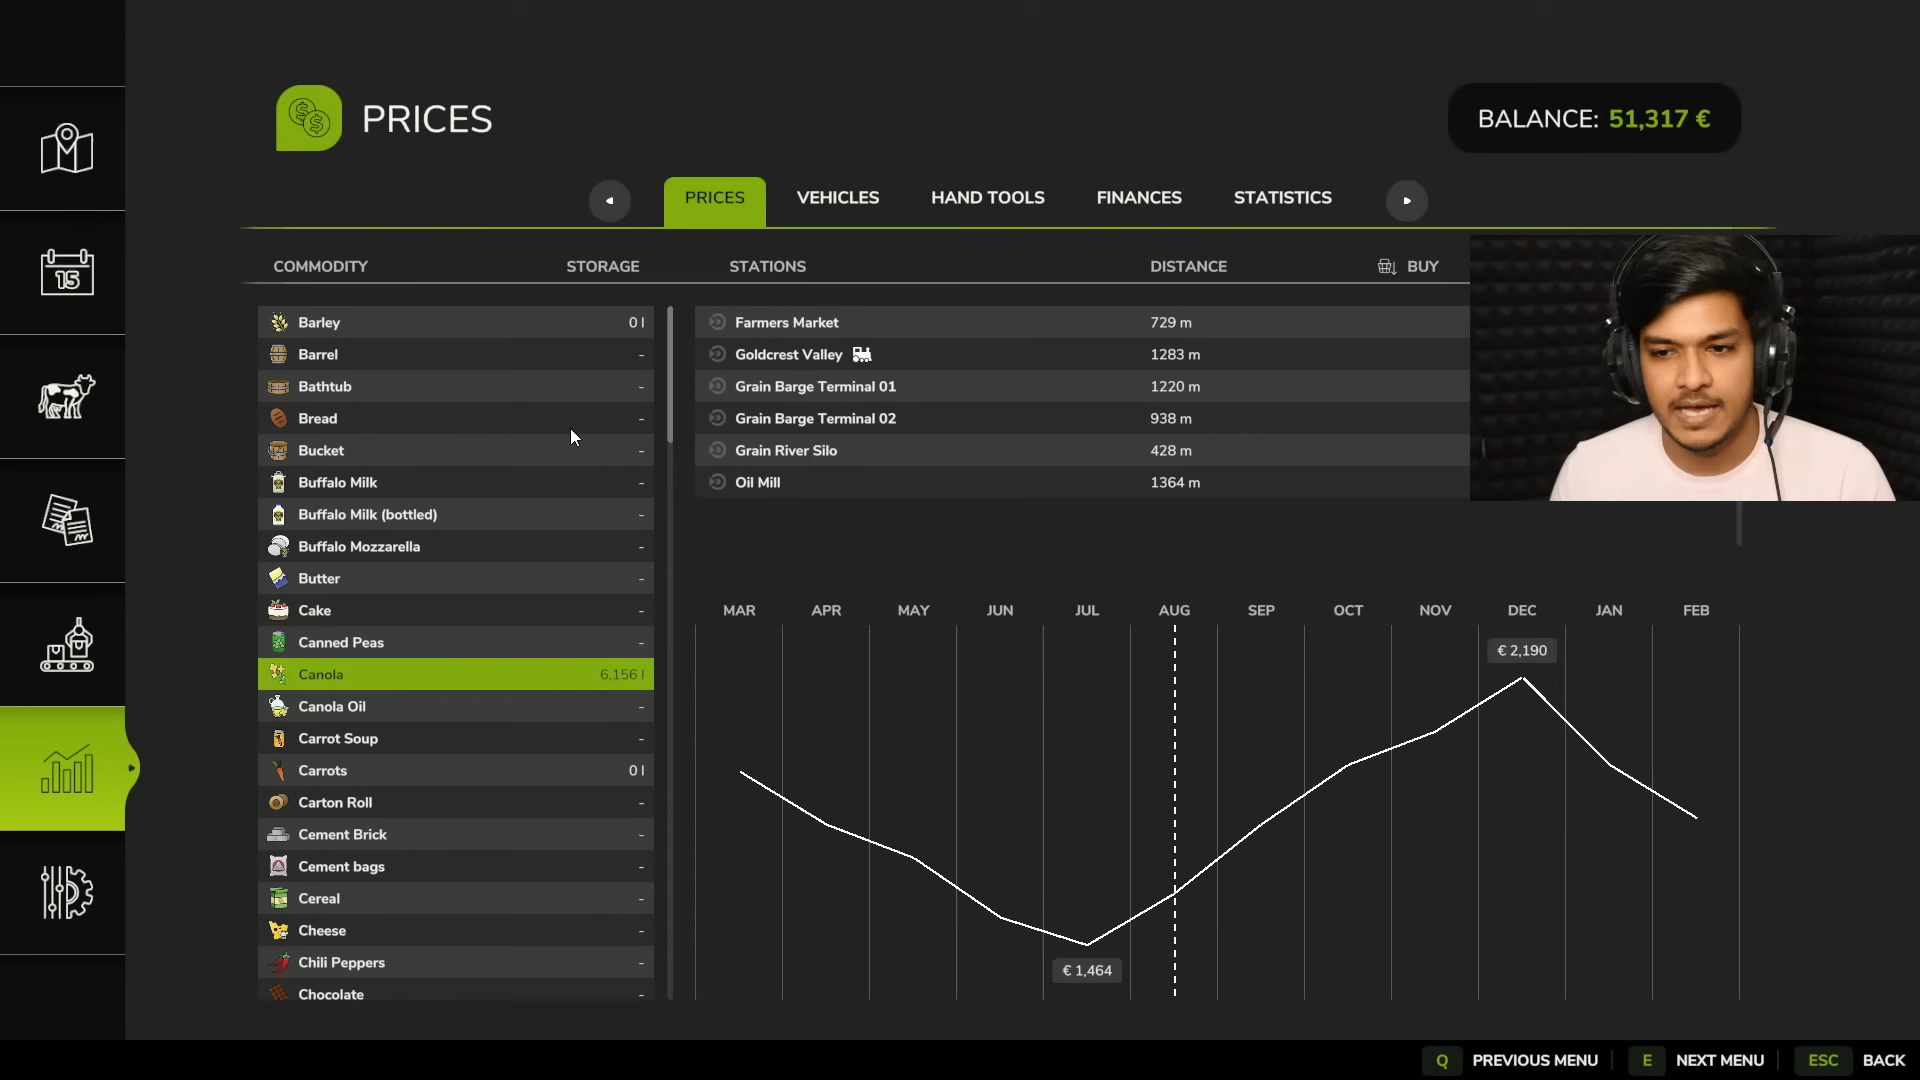 PRICES
BALANCE: 51,317 €
PRICES VEHICLES HAND TOOLS FINANCES STATISTICS
COMMODITY STORAGE STATIONS DISTANCE BUY
15
Barley 0 l
Barrel -
Bathtub -
Bread -
Bucket -
Buffalo Milk -
Buffalo Milk (bottled) -
Buffalo Mozzarella -
Butter -
Cake -
Canned Peas -
Canola 6,156 l
Canola Oil -
Carrot Soup -
Carrots 0 l
Carton Roll -
Cement Brick -
Cement bags -
Cereal -
Cheese -
Chili Peppers -
Chocolate -
Farmers Market 729 m
Goldcrest Valley 1283 m
Grain Barge Terminal 01 1220 m
Grain Barge Terminal 02 938 m
Grain River Silo 428 m
Oil Mill 1364 m
MAR APR MAY JUN JUL AUG SEP OCT NOV DEC JAN FEB
€ 2,190
€ 1,464
Q PREVIOUS MENU E NEXT MENU ESC BACK